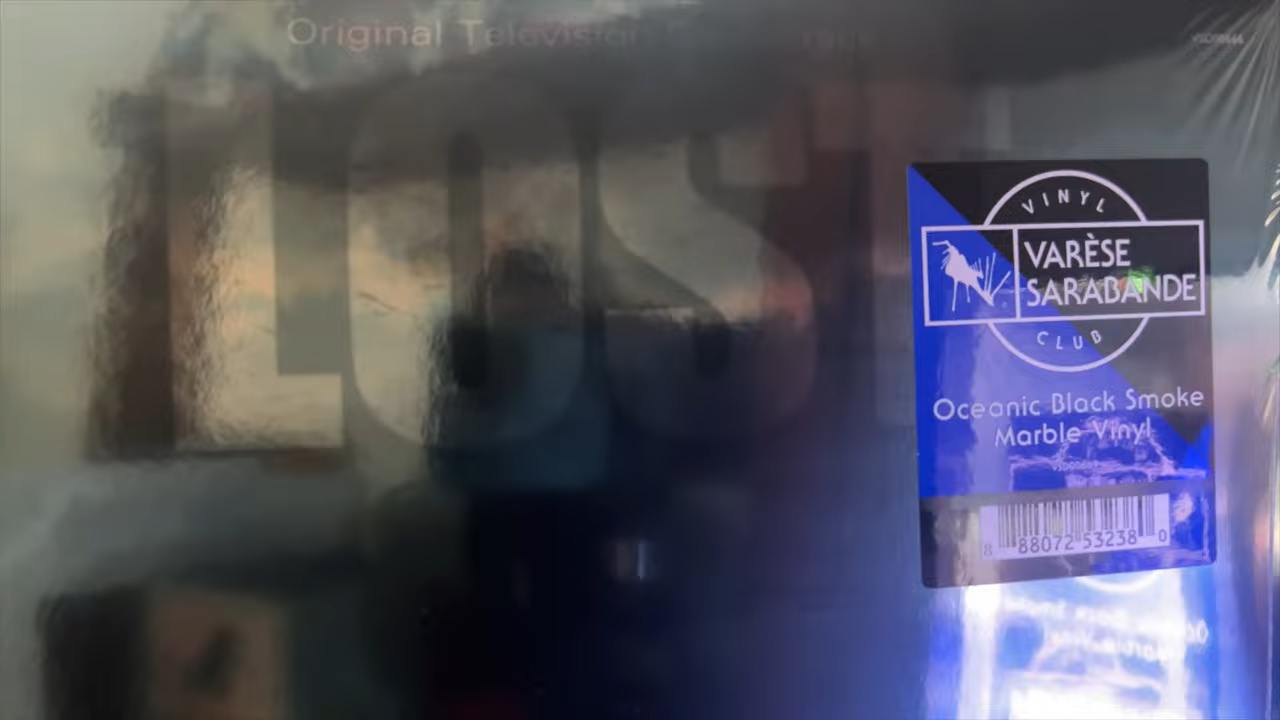 Original Television
LOST
VINYL
VARÈSE
SARABANDE
CLUB
Oceanic Black Smoke
Marble Vinyl
8 88072 53238 0